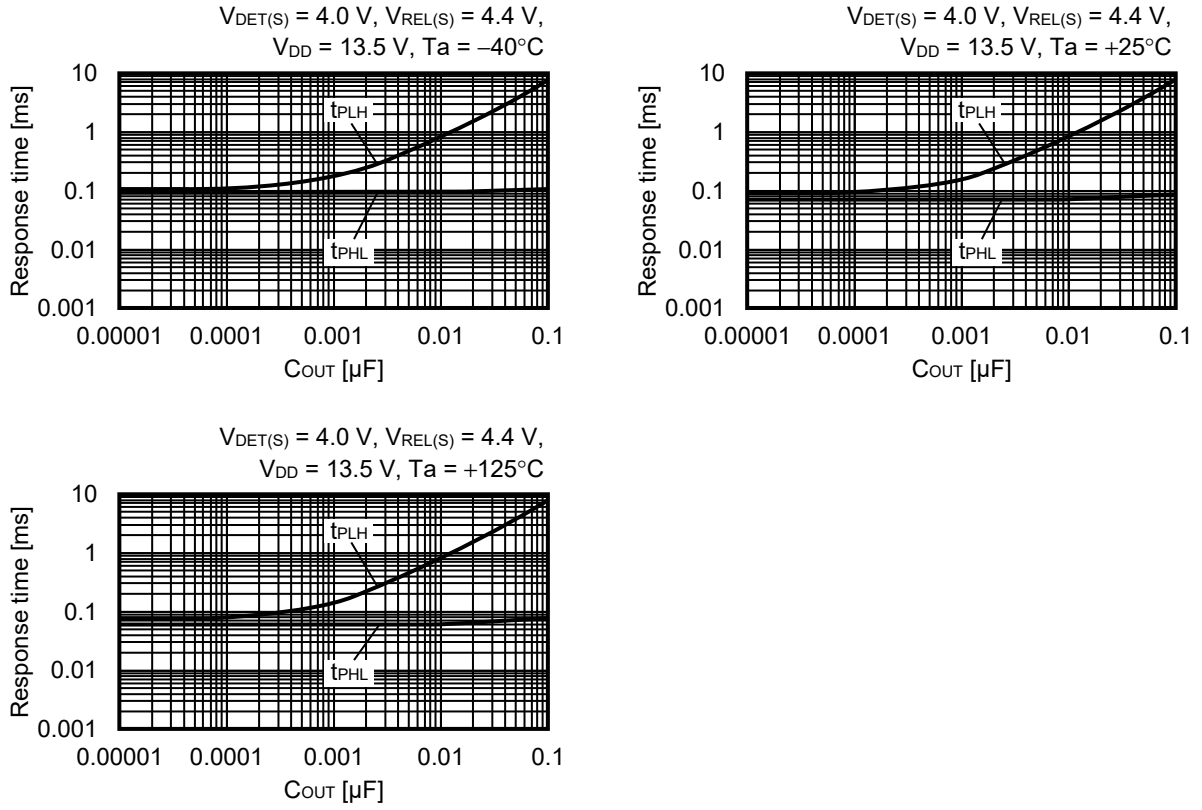 VDET(S) = 4.0 V, VREL(S) = 4.4 V,
VDD = 13.5 V, Ta = −40°C
Response time [ms]
10
1
0.1
0.01
0.001
tPLH
tPHL
0.00001 0.0001 0.001 0.01 0.1
COUT [µF]
VDET(S) = 4.0 V, VREL(S) = 4.4 V,
VDD = 13.5 V, Ta = +25°C
Response time [ms]
10
1
0.1
0.01
0.001
tPLH
tPHL
0.00001 0.0001 0.001 0.01 0.1
COUT [µF]
VDET(S) = 4.0 V, VREL(S) = 4.4 V,
VDD = 13.5 V, Ta = +125°C
Response time [ms]
10
1
0.1
0.01
0.001
tPLH
tPHL
0.00001 0.0001 0.001 0.01 0.1
COUT [µF]